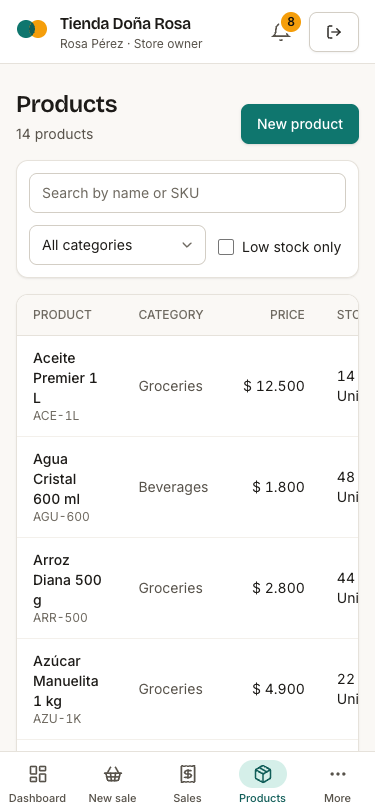 Tienda Doña Rosa
Rosa Pérez · Store owner
8
Products
14 products
New product
Search by name or SKU
All categories
Low stock only
PRODUCT CATEGORY PRICE
Aceite
Premier 1
L
ACE-1L
Groceries
$ 12.500
14
Agua
Cristal
600 ml
AGU-600
Beverages
$ 1.800
48
Arroz
Diana 500
g
ARR-500
Groceries
$ 2.800
44
Azúcar
Manuelita
1 kg
AZU-1K
Groceries
$ 4.900
22
Dashboard New sale Sales Products More